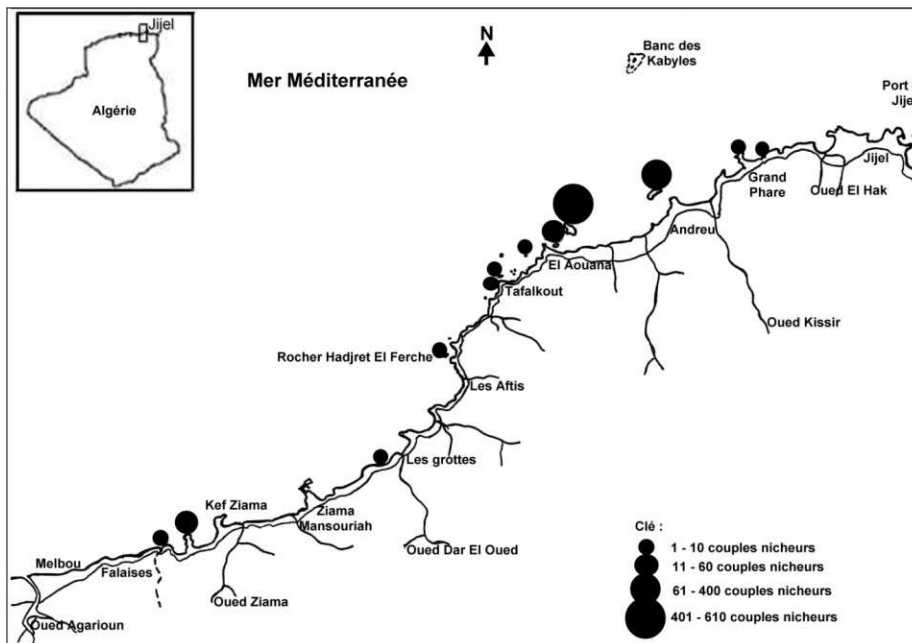 Jijel
Algérie
Mer Méditerranée
N
Banc des
Kabyles
Port
Jijel
Grand
Phare
Oued El Hak
Andreu
El Aouana
Tafalkout
Oued Kissir
Rocher Hadjret El Ferche
Les Aftis
Les grottes
Kef Ziama
Ziama
Mansouriah
Oued Dar El Oued
Melbou
Falaises
Oued Ziama
Oued Agarioun
Clé :
1 - 10 couples nicheurs
11 - 60 couples nicheurs
61 - 400 couples nicheurs
401 - 610 couples nicheurs